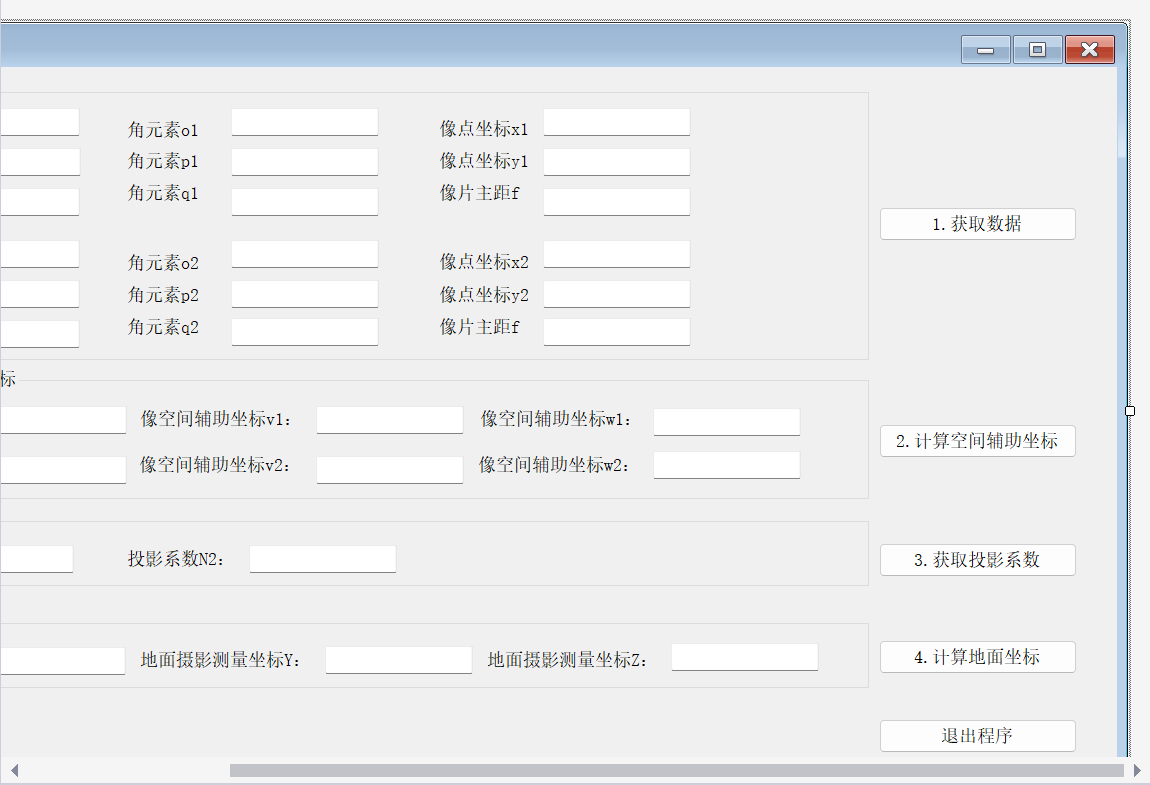 角元素o1 像点坐标x1
角元素p1 像点坐标y1
角元素q1 像片主距f
1.获取数据
角元素o2 像点坐标x2
角元素p2 像点坐标y2
角元素q2 像片主距f
标
像空间辅助坐标v1: 像空间辅助坐标w1:
2.计算空间辅助坐标
像空间辅助坐标v2: 像空间辅助坐标w2:
投影系数N2: 3.获取投影系数
地面摄影测量坐标Y: 地面摄影测量坐标Z: 4.计算地面坐标
退出程序